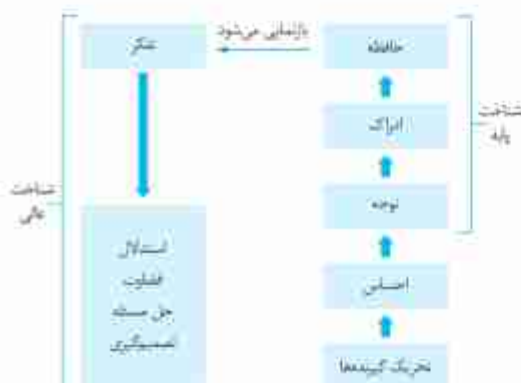 حافظه
بازنمایی می‌شود
تفکر
ادراک
توجه
احساس
تحریک گیرنده‌ها
شناخت
پایه
استدلال
قضاوت
حل مسئله
تصمیم‌گیری
شناخت
عالی